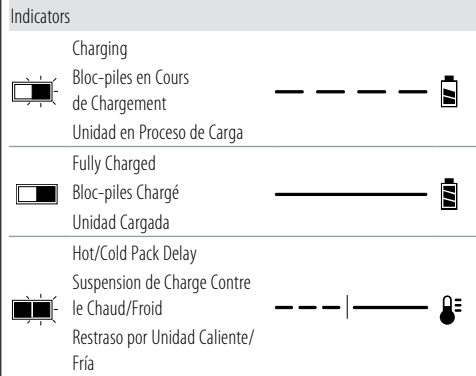 Indicators
Charging
Bloc-piles en Cours
de Chargement
Unidad en Proceso de Carga
Fully Charged
Bloc-piles Chargé
Unidad Cargada
Hot/Cold Pack Delay
Suspension de Charge Contre
le Chaud/Froid
Restraso por Unidad Caliente/
Fría